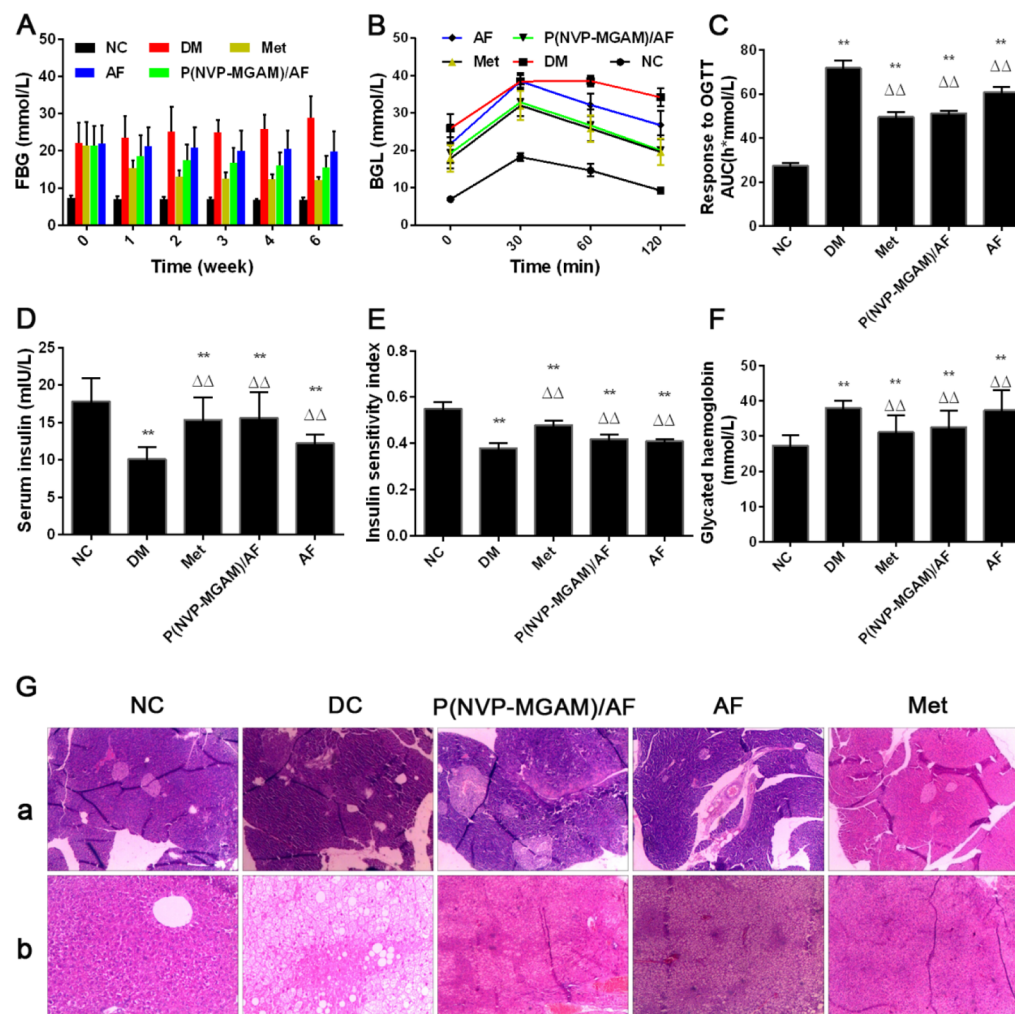 A
NC DM Met
AF P(NVP-MGAM)/AF
FBG (mmol/L)
50
40
30
20
10
0
0 1 2 3 4 6
Time (week)
B
AF P(NVP-MGAM)/AF
Met DM NC
BGL (mmol/L)
50
40
30
20
10
0
0 30 60 120
Time (min)
C
Response to OGTT
AUC(h*mmol/L)
80
60
40
20
0
** ** ** **
ΔΔ ΔΔ ΔΔ
NC DM Met P(NVP-MGAM)/AF AF
D
Serum insulin (mIU/L)
25
20
15
10
5
0
** ** ** **
ΔΔ ΔΔ ΔΔ
NC DM Met P(NVP-MGAM)/AF AF
E
Insulin sensitivity index
0.8
0.6
0.4
0.2
0.0
** ** ** **
ΔΔ ΔΔ ΔΔ
NC DM Met P(NVP-MGAM)/AF AF
F
Glycated haemoglobin
(mmol/L)
50
40
30
20
10
0
** ** ** **
ΔΔ ΔΔ ΔΔ
NC DM Met P(NVP-MGAM)/AF AF
G
NC DC P(NVP-MGAM)/AF AF Met
a
b